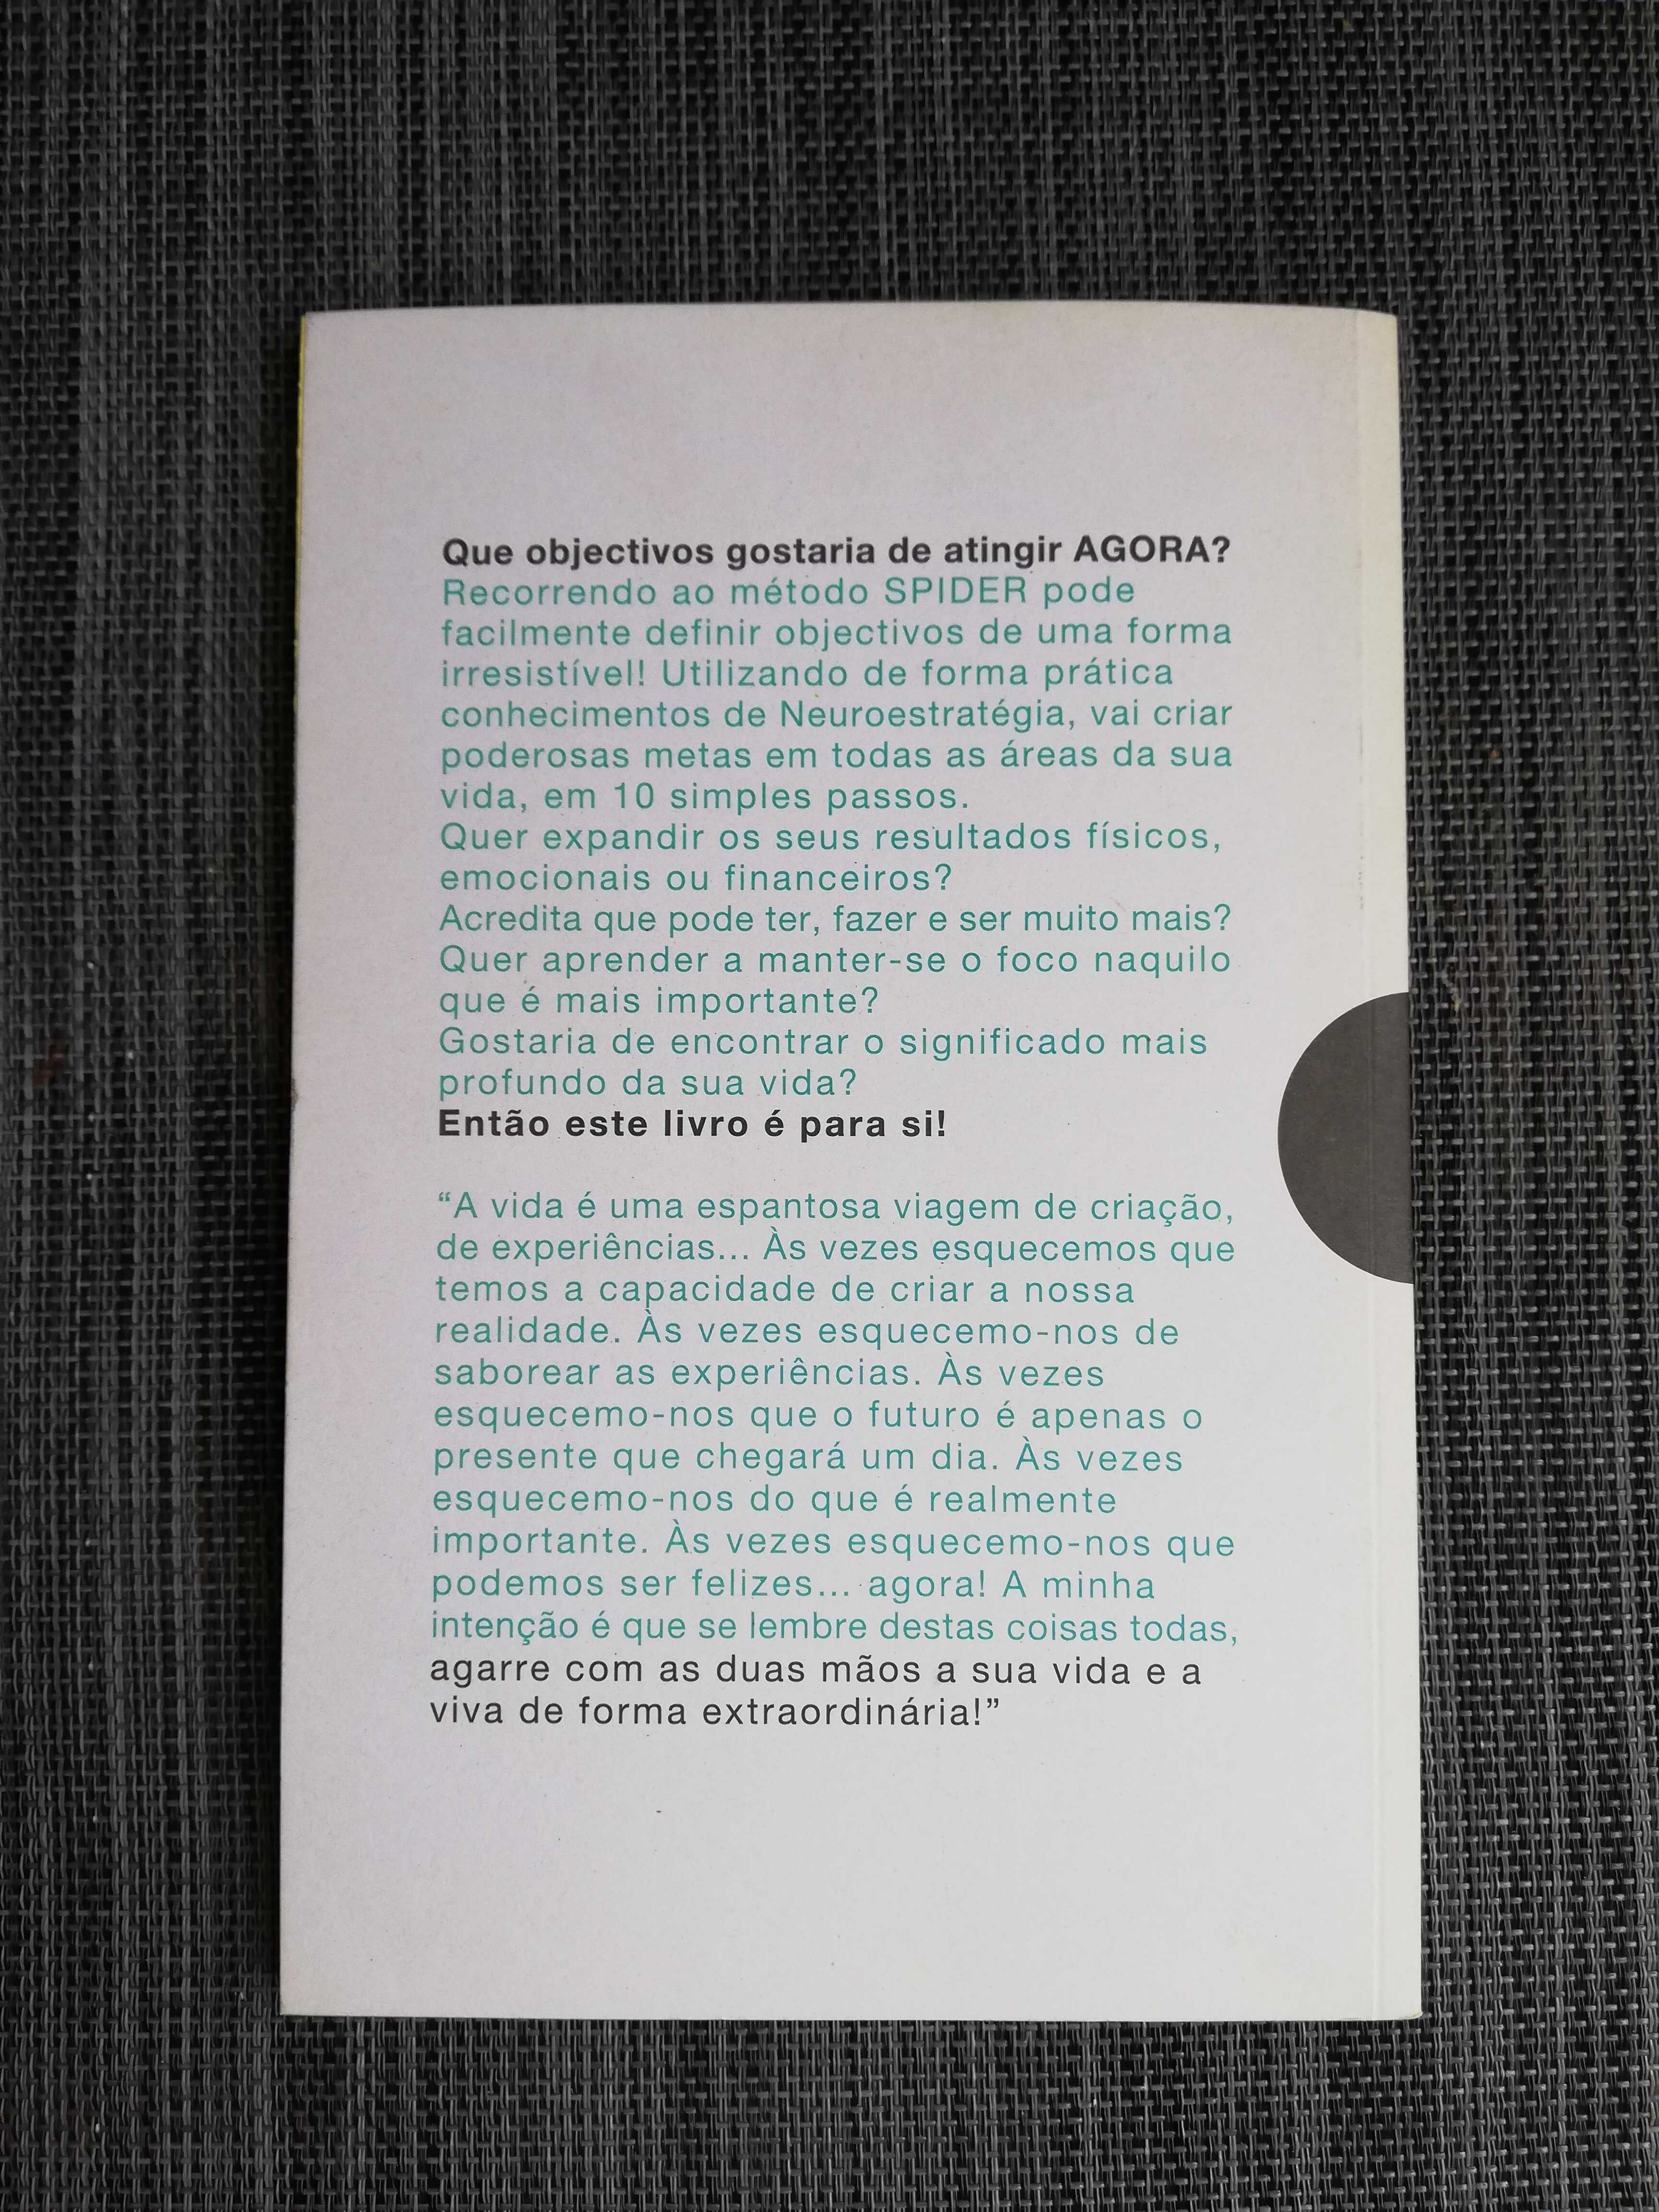 Que objectivos gostaria de atingir AGORA?
Recorrendo ao método SPIDER pode
facilmente definir objectivos de uma forma
irresistível! Utilizando de forma prática
conhecimentos de Neuroestratégia, vai criar
poderosas metas em todas as áreas da sua
vida, em 10 simples passos.
Quer expandir os seus resultados físicos,
emocionais ou financeiros?
Acredita que pode ter, fazer e ser muito mais?
Quer aprender a manter-se o foco naquilo
que é mais importante?
Gostaria de encontrar o significado mais
profundo da sua vida?
Então este livro é para si!
“A vida é uma espantosa viagem de criação,
de experiências... Às vezes esquecemos que
temos a capacidade de criar a nossa
realidade. Às vezes esquecemo-nos de
saborear as experiências. Às vezes
esquecemo-nos que o futuro é apenas o
presente que chegará um dia. Às vezes
esquecemo-nos do que é realmente
importante. Às vezes esquecemo-nos que
podemos ser felizes... agora! A minha
intenção é que se lembre destas coisas todas,
agarre com as duas mãos a sua vida e a
viva de forma extraordinária!”